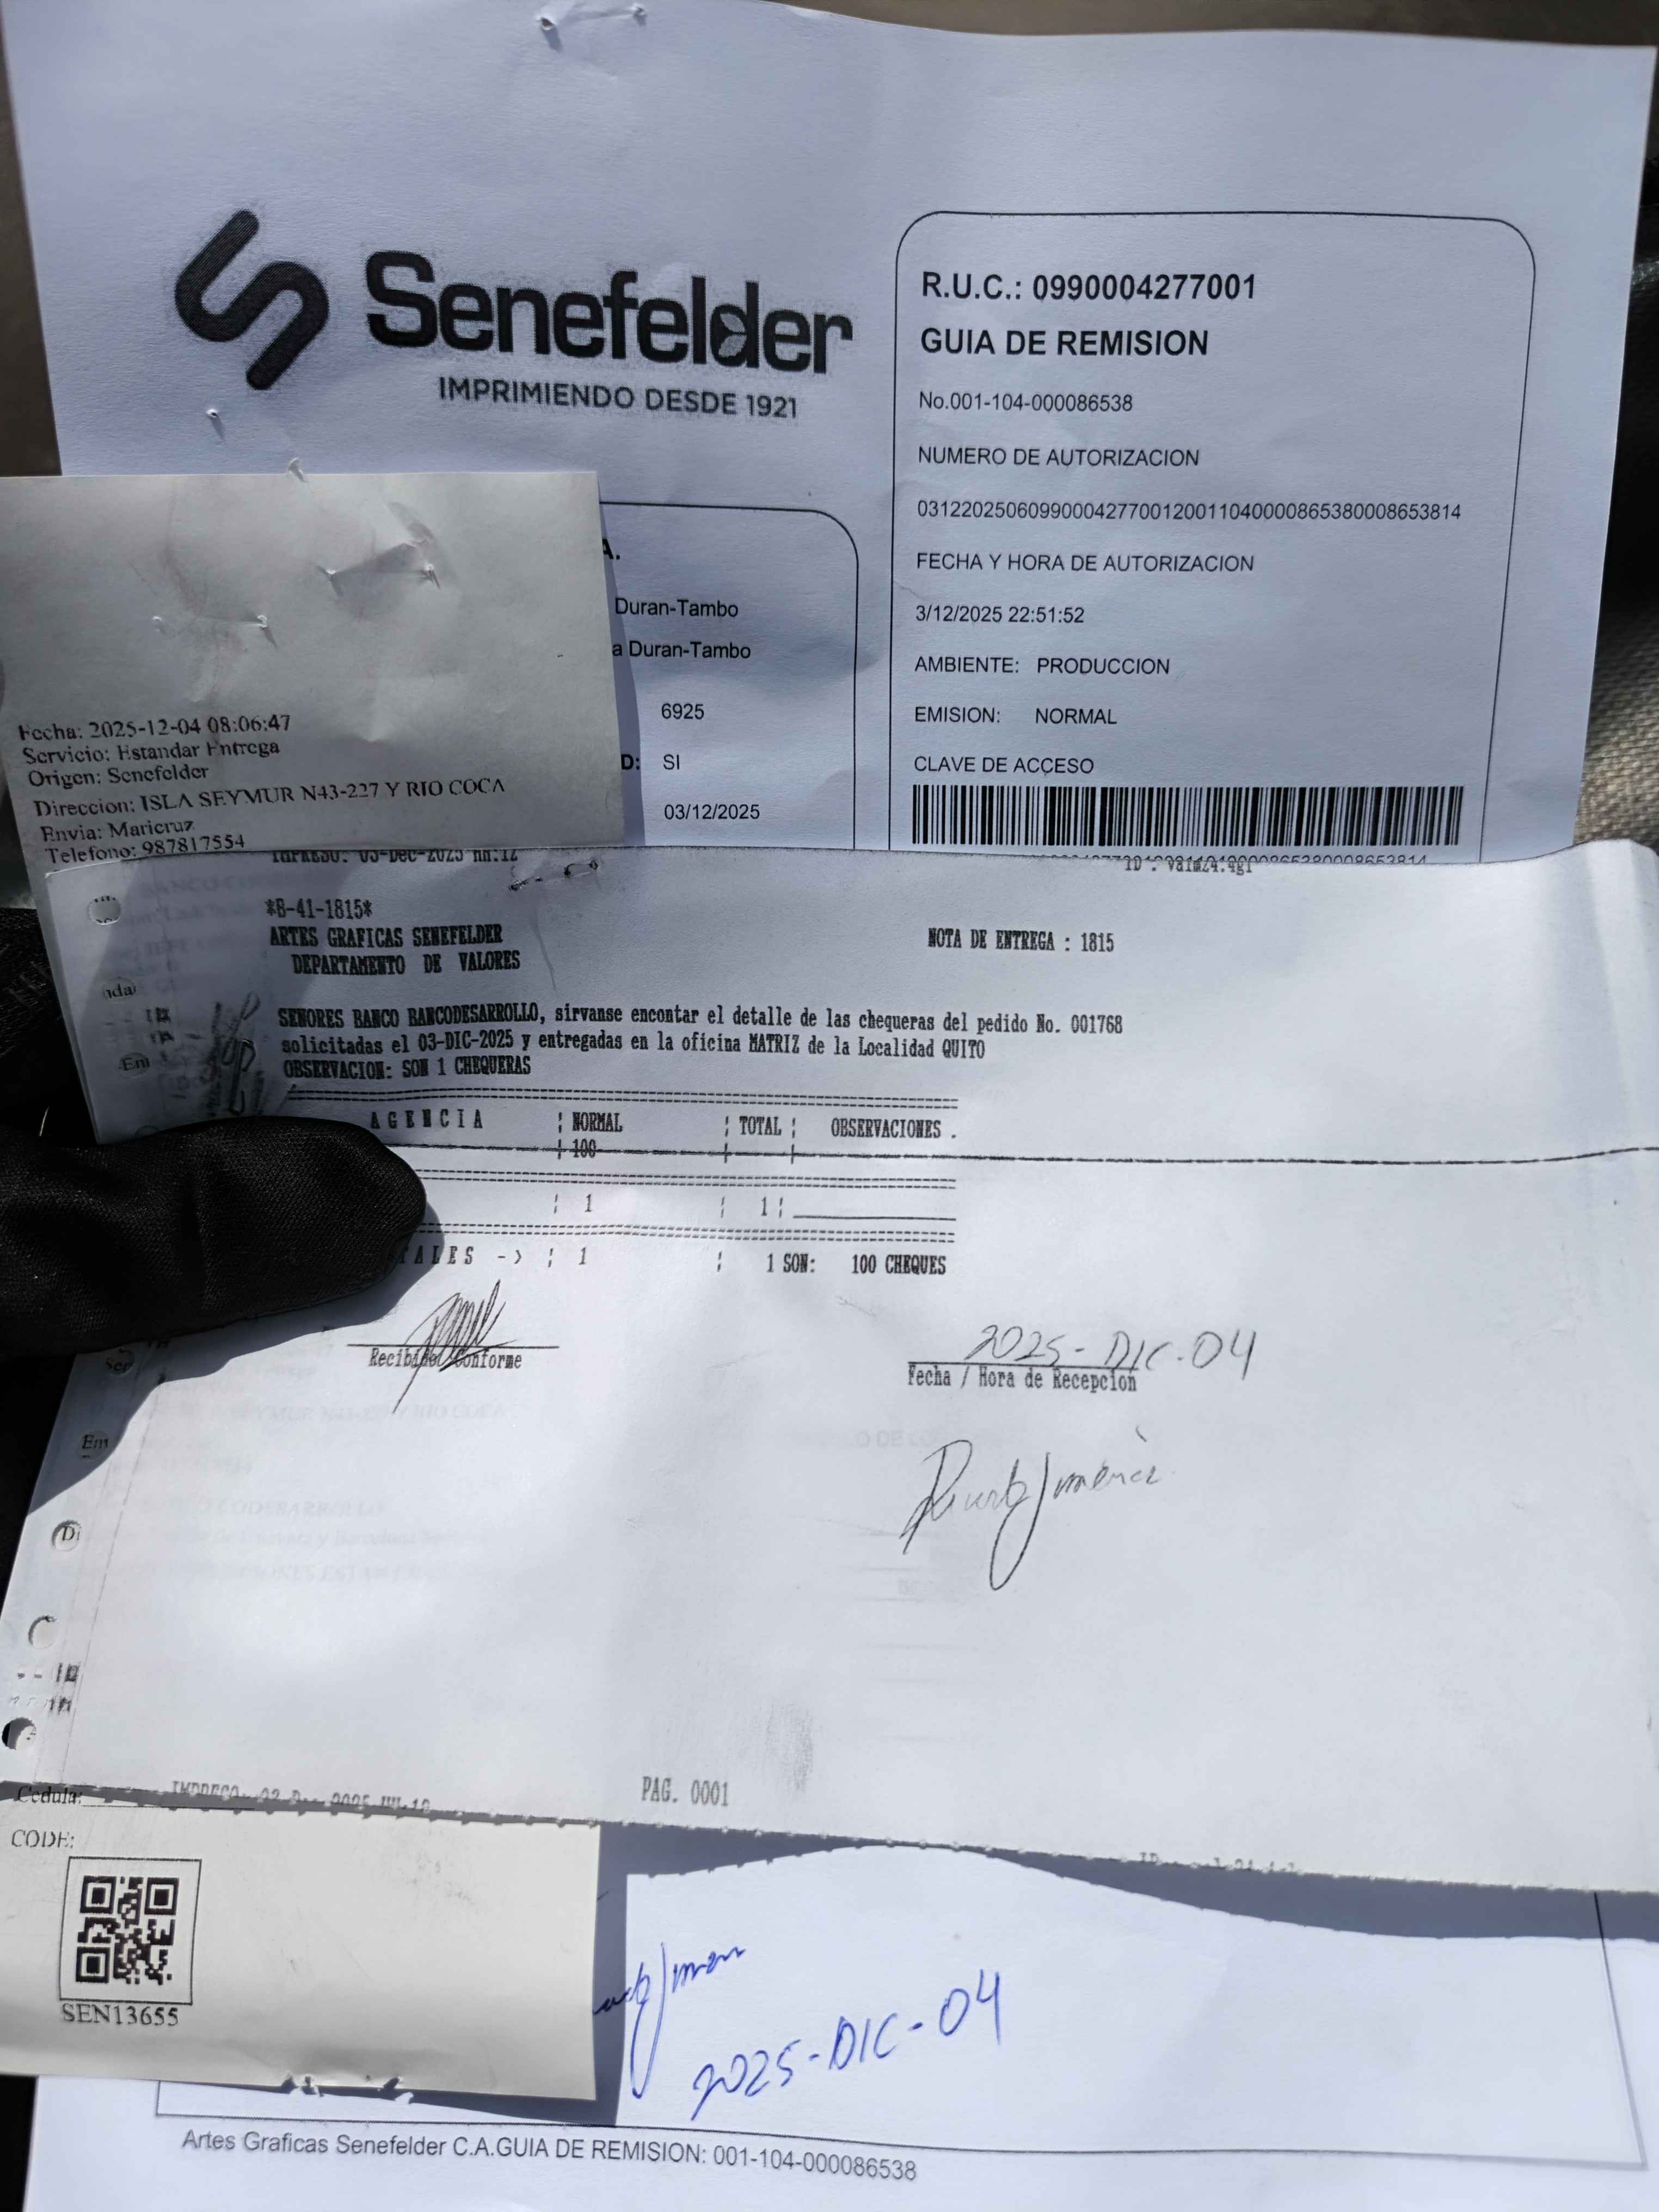 Senefelder
IMPRIMIENDO DESDE 1921
R.U.C.: 0990004277001
GUIA DE REMISION
No.001-104-000086538
NUMERO DE AUTORIZACION
0312202506099000427700120011040000865380008653814
FECHA Y HORA DE AUTORIZACION
3/12/2025 22:51:52
AMBIENTE: PRODUCCION
EMISION: NORMAL
CLAVE DE ACCESO
A.
Duran-Tambo
a Duran-Tambo
6925
D: SI
03/12/2025
Fecha: 2025-12-04 08:06:47
Servicio: Estandar Entrega
Origen: Senefelder
Direccion: ISLA SEYMUR N43-227 Y RIO COCA
Envia: Maricruz
Telefono: 987817554
*B-41-1815*
ARTES GRAFICAS SENEFELDER
DEPARTAMENTO DE VALORES
NOTA DE ENTREGA : 1815
SENORES BANCO BANCODESARROLLO, sirvanse encontar el detalle de las chequeras del pedido No. 001768
solicitadas el 03-DIC-2025 y entregadas en la oficina MATRIZ de la Localidad QUITO
OBSERVACION: SON 1 CHEQUERAS
AGENCIA ¦ NORMAL ¦ TOTAL ¦ OBSERVACIONES .
100
¦ 1 ¦ 1 ¦
TALES -> ¦ 1 ¦ 1 SON: 100 CHEQUES
Recibido Conforme
2025-DIC-04
Fecha / Hora de Recepcion
Jimenez
PAG. 0001
Cedula:
CODE:
SEN13655
2025-DIC-04
Artes Graficas Senefelder C.A.GUIA DE REMISION: 001-104-000086538